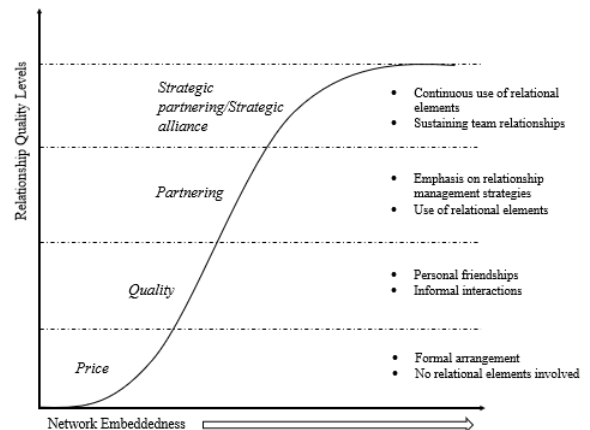 Relationship Quality Levels
Strategic
partnering/Strategic
alliance
• Continuous use of relational
elements
• Sustaining team relationships
Partnering
• Emphasis on relationship
management strategies
• Use of relational elements
Quality
• Personal friendships
• Informal interactions
Price
• Formal arrangement
• No relational elements involved
Network Embeddedness